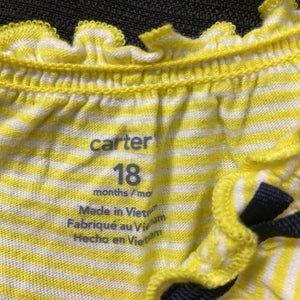 carter
18
months / mo
Made in Vietnam
Fabriqué au Vietnam
Hecho en Vietnam